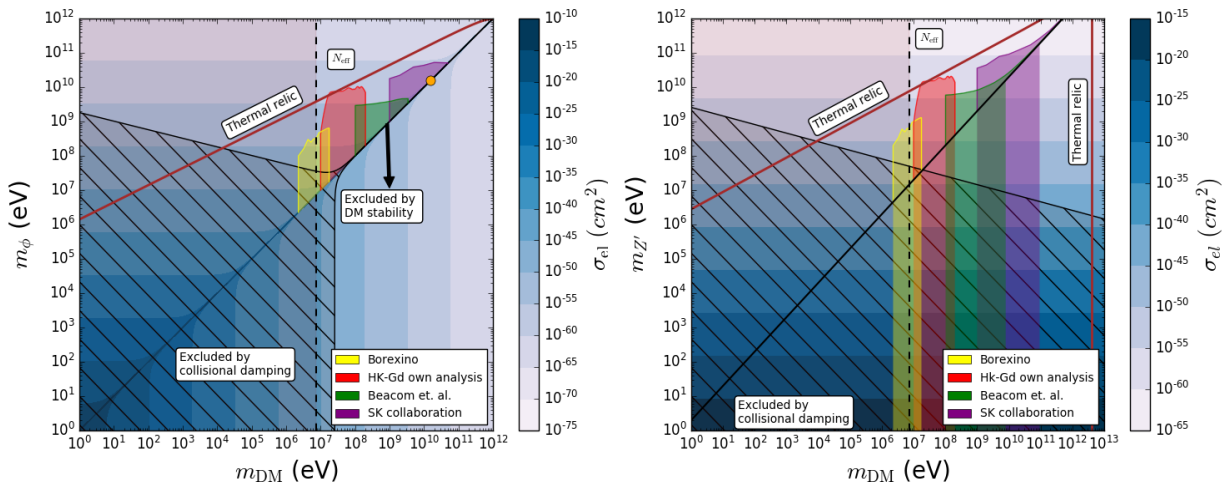 10^12
10^11
10^10
10^9
10^8
10^7
10^6
10^5
10^4
10^3
10^2
10^1
10^0
m_ϕ (eV)
N_eff
Thermal relic
Excluded by
DM stability
Excluded by
collisional damping
Borexino
HK-Gd own analysis
Beacom et. al.
SK collaboration
10^0 10^1 10^2 10^3 10^4 10^5 10^6 10^7 10^8 10^9 10^10 10^11 10^12
m_DM (eV)
10^-10
10^-15
10^-20
10^-25
10^-30
10^-35
10^-40
10^-45
10^-50
10^-55
10^-60
10^-65
10^-70
10^-75
σ_el (cm^2)
10^12
10^11
10^10
10^9
10^8
10^7
10^6
10^5
10^4
10^3
10^2
10^1
10^0
m_Z′ (eV)
N_eff
Thermal relic
Thermal relic
Excluded by
collisional damping
Borexino
Hk-Gd own analysis
Beacom et. al.
SK collaboration
10^0 10^1 10^2 10^3 10^4 10^5 10^6 10^7 10^8 10^9 10^10 10^11 10^12 10^13
m_DM (eV)
10^-15
10^-20
10^-25
10^-30
10^-35
10^-40
10^-45
10^-50
10^-55
10^-60
10^-65
σ_el (cm^2)